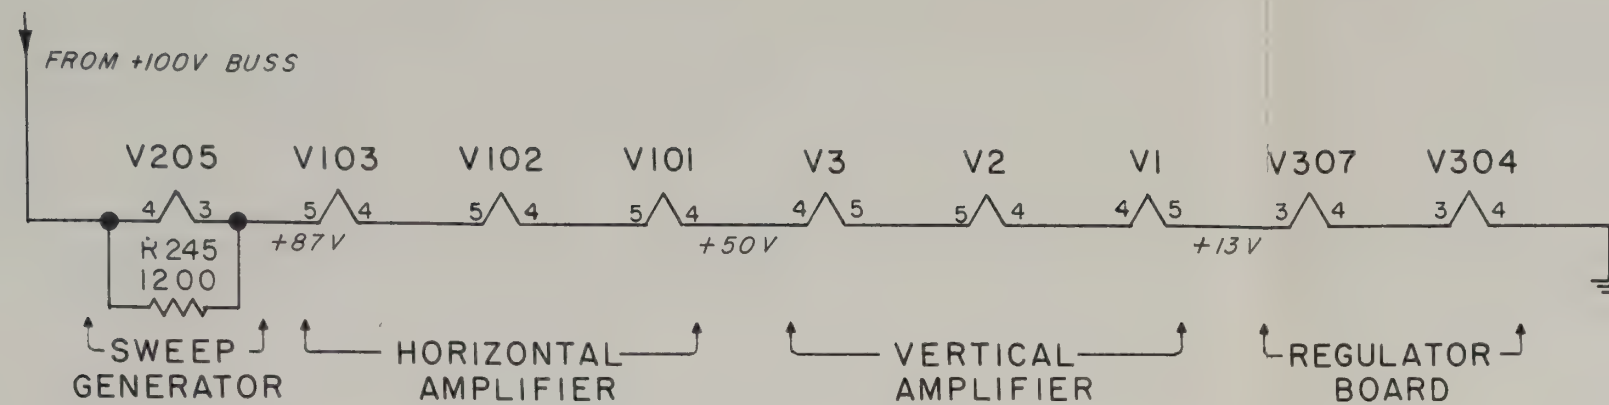 FROM +100V BUSS
V205 V103 V102 V101 V3 V2 V1 V307 V304
4 3 5 4 5 4 5 4 4 5 5 4 4 5 3 4 3 4
+87V +50V +13V
R245
1200
SWEEP HORIZONTAL VERTICAL REGULATOR
GENERATOR AMPLIFIER AMPLIFIER BOARD